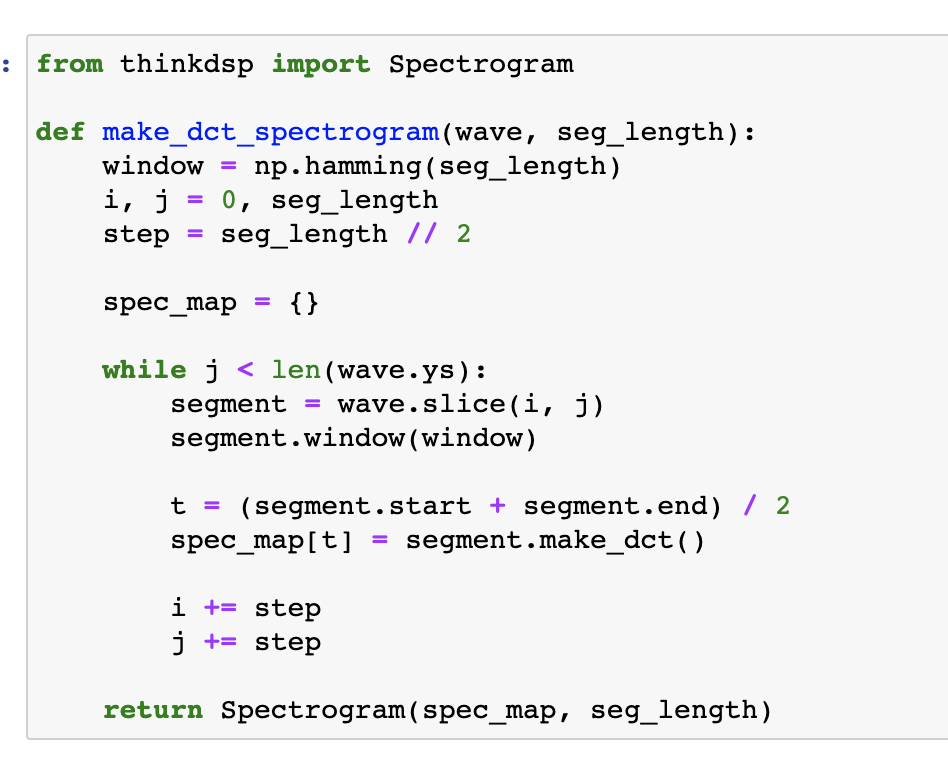 :
from thinkdsp import Spectrogram

def make_dct_spectrogram(wave, seg_length):
    window = np.hamming(seg_length)
    i, j = 0, seg_length
    step = seg_length // 2

    spec_map = {}

    while j < len(wave.ys):
        segment = wave.slice(i, j)
        segment.window(window)

        t = (segment.start + segment.end) / 2
        spec_map[t] = segment.make_dct()

        i += step
        j += step

    return Spectrogram(spec_map, seg_length)